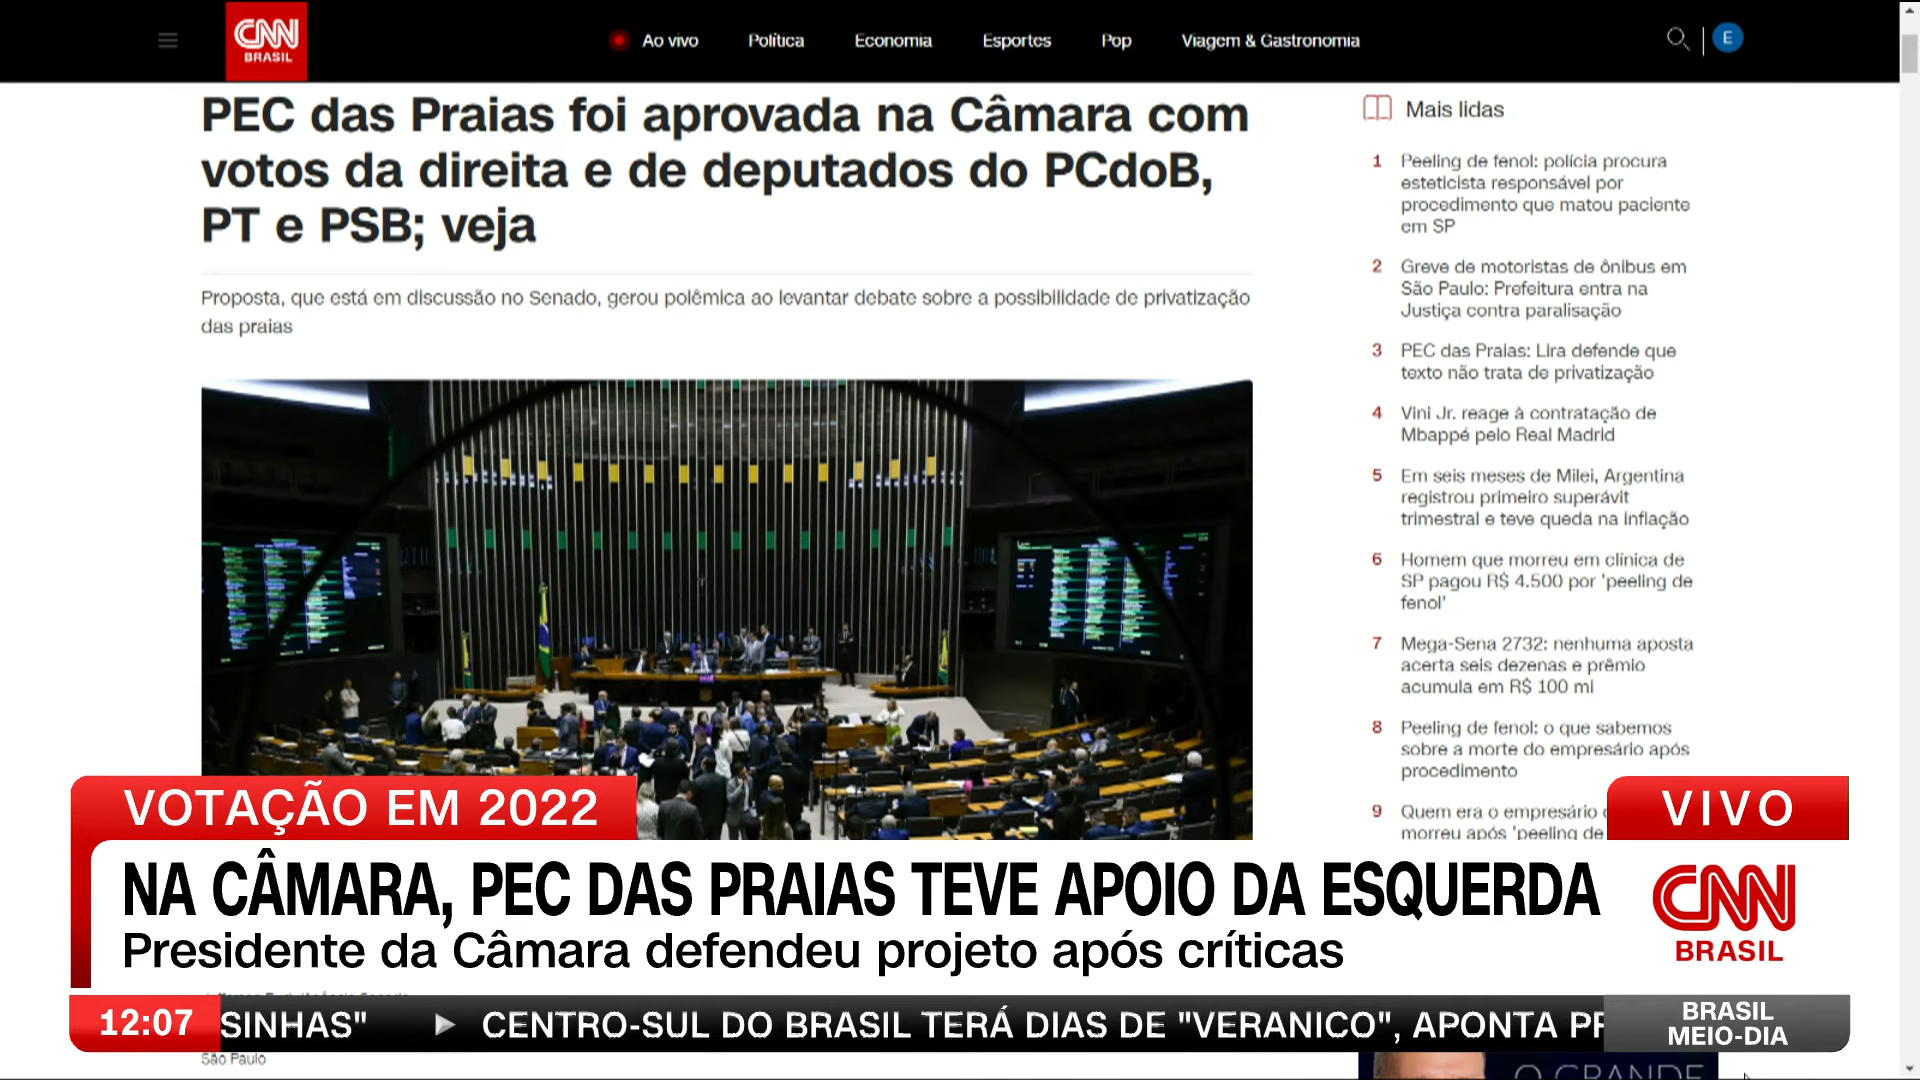 CNN
BRASIL
Ao vivo
Política
Economia
Esportes
Pop
Viagem & Gastronomia
E
PEC das Praias foi aprovada na Câmara com
votos da direita e de deputados do PCdoB,
PT e PSB; veja
Proposta, que está em discussão no Senado, gerou polêmica ao levantar debate sobre a possibilidade de privatização
das praias
Mais lidas
1 Peeling de fenol: polícia procura
esteticista responsável por
procedimento que matou paciente
em SP
2 Greve de motoristas de ônibus em
São Paulo: Prefeitura entra na
Justiça contra paralisação
3 PEC das Praias: Lira defende que
texto não trata de privatização
4 Vini Jr. reage à contratação de
Mbappé pelo Real Madrid
5 Em seis meses de Milei, Argentina
registrou primeiro superávit
trimestral e teve queda na inflação
6 Homem que morreu em clínica de
SP pagou R$ 4.500 por 'peeling de
fenol'
7 Mega-Sena 2732: nenhuma aposta
acerta seis dezenas e prêmio
acumula em R$ 100 mi
8 Peeling de fenol: o que sabemos
sobre a morte do empresário após
procedimento
9 Quem era o empresário
morreu após 'peeling de
VOTAÇÃO EM 2022
VIVO
NA CÂMARA, PEC DAS PRAIAS TEVE APOIO DA ESQUERDA
Presidente da Câmara defendeu projeto após críticas
CNN
BRASIL
12:07
SINHAS" ▶ CENTRO-SUL DO BRASIL TERÁ DIAS DE "VERANICO", APONTA
BRASIL
MEIO-DIA
São Paulo
O GRANDE